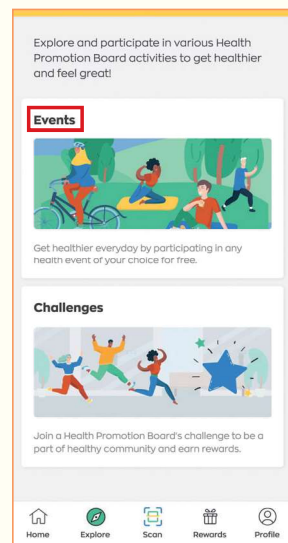 Explore and participate in various Health
Promotion Board activities to get healthier
and feel great!
Events
Get healthier everyday by participating in any
health event of your choice for free.
Challenges
Join a Health Promotion Board's challenge to be a
part of healthy community and earn rewards.
Home
Explore
Scan
Rewards
Profile